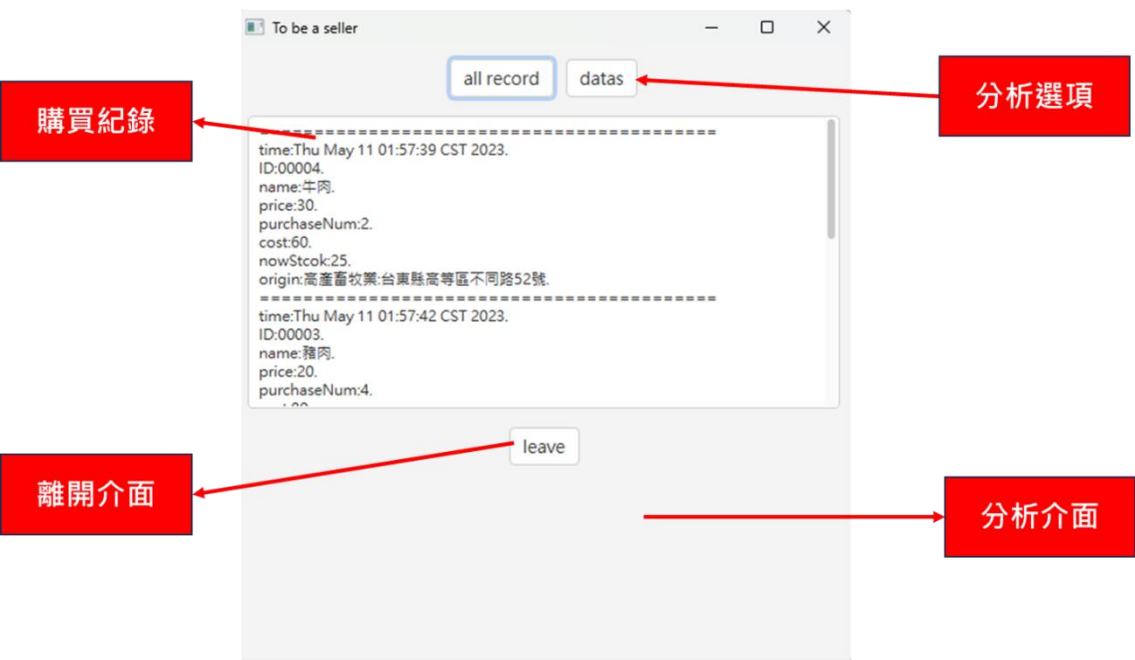 To be a seller
all record
datas
分析選項
購買紀錄
==========================================
time:Thu May 11 01:57:39 CST 2023.
ID:00004.
name:牛肉.
price:30.
purchaseNum:2.
cost:60.
nowStcok:25.
origin:高產畜牧業:台東縣高等區不同路52號.
==========================================
time:Thu May 11 01:57:42 CST 2023.
ID:00003.
name:豬肉.
price:20.
purchaseNum:4.
leave
離開介面
分析介面